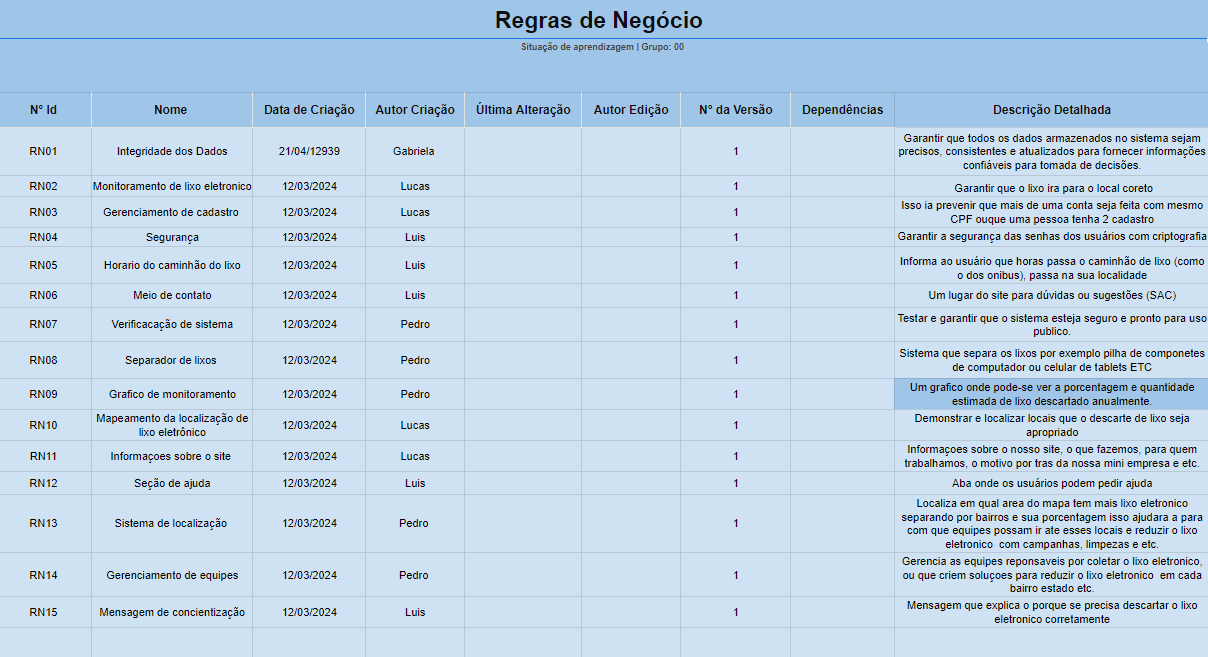 Regras de Negócio
Situação de aprendizagem | Grupo: 00
N° Id Nome Data de Criação Autor Criação Última Alteração Autor Edição N° da Versão Dependências Descrição Detalhada
RN01 Integridade dos Dados 21/04/12939 Gabriela 1 Garantir que todos os dados armazenados no sistema sejam
precisos, consistentes e atualizados para fornecer informações
confiáveis para tomada de decisões.
RN02 Monitoramento de lixo eletronico 12/03/2024 Lucas 1 Garantir que o lixo ira para o local coreto
RN03 Gerenciamento de cadastro 12/03/2024 Lucas 1 Isso ia prevenir que mais de uma conta seja feita com mesmo
CPF ouque uma pessoa tenha 2 cadastro
RN04 Segurança 12/03/2024 Luis 1 Garantir a segurança das senhas dos usuários com criptografia
RN05 Horario do caminhão do lixo 12/03/2024 Luis 1 Informa ao usuário que horas passa o caminhão de lixo (como
o dos onibus), passa na sua localidade
RN06 Meio de contato 12/03/2024 Luis 1 Um lugar do site para dúvidas ou sugestões (SAC)
RN07 Verificacação de sistema 12/03/2024 Pedro 1 Testar e garantir que o sistema esteja seguro e pronto para uso
publico.
RN08 Separador de lixos 12/03/2024 Pedro 1 Sistema que separa os lixos por exemplo pilha de componetes
de computador ou celular de tablets ETC
RN09 Grafico de monitoramento 12/03/2024 Pedro 1 Um grafico onde pode-se ver a porcentagem e quantidade
estimada de lixo descartado anualmente.
RN10 Mapeamento da localização de
lixo eletrônico 12/03/2024 Lucas 1 Demonstrar e localizar locais que o descarte de lixo seja
apropriado
RN11 Informaçoes sobre o site 12/03/2024 Lucas 1 Informaçoes sobre o nosso site, o que fazemos, para quem
trabalhamos, o motivo por tras da nossa mini empresa e etc.
RN12 Seção de ajuda 12/03/2024 Luis 1 Aba onde os usuários podem pedir ajuda
RN13 Sistema de localização 12/03/2024 Pedro 1 Localiza em qual area do mapa tem mais lixo eletronico
separando por bairros e sua porcentagem isso ajudara a para
com que equipes possam ir ate esses locais e reduzir o lixo
eletronico com campanhas, limpezas e etc.
RN14 Gerenciamento de equipes 12/03/2024 Pedro 1 Gerencia as equipes reponsaveis por coletar o lixo eletronico,
ou que criem soluçoes para reduzir o lixo eletronico em cada
bairro estado etc.
RN15 Mensagem de concientização 12/03/2024 Luis 1 Mensagem que explica o porque se precisa descartar o lixo
eletronico corretamente